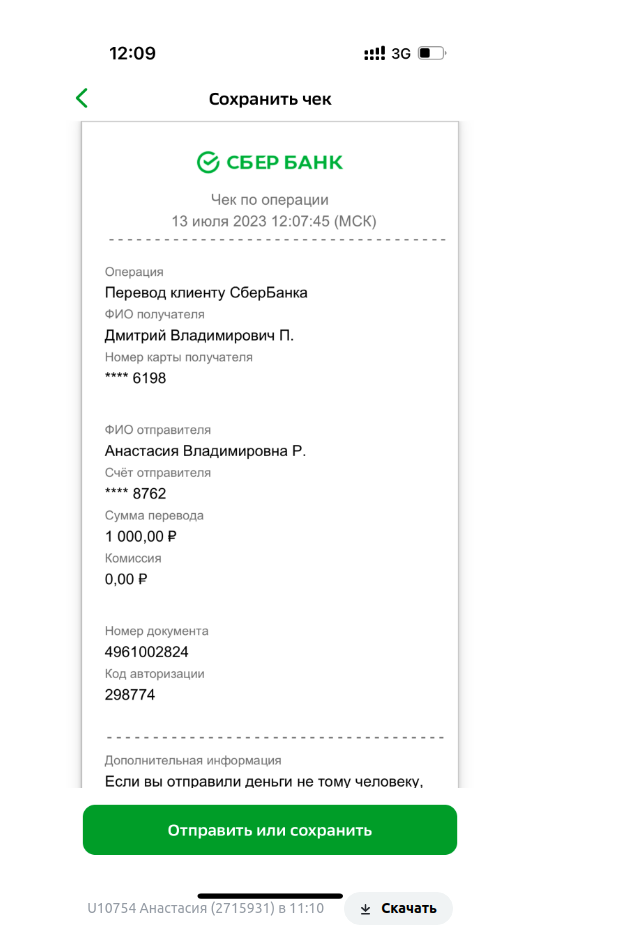 12:09 3G
Сохранить чек
СБЕР БАНК
Чек по операции
13 июля 2023 12:07:45 (МСК)
Операция
Перевод клиенту СберБанка
ФИО получателя
Дмитрий Владимирович П.
Номер карты получателя
**** 6198
ФИО отправителя
Анастасия Владимировна Р.
Счёт отправителя
**** 8762
Сумма перевода
1 000,00 ₽
Комиссия
0,00 ₽
Номер документа
4961002824
Код авторизации
298774
Дополнительная информация
Если вы отправили деньги не тому человеку,
Отправить или сохранить
U10754 Анастасия (2715931) в 11:10 Скачать